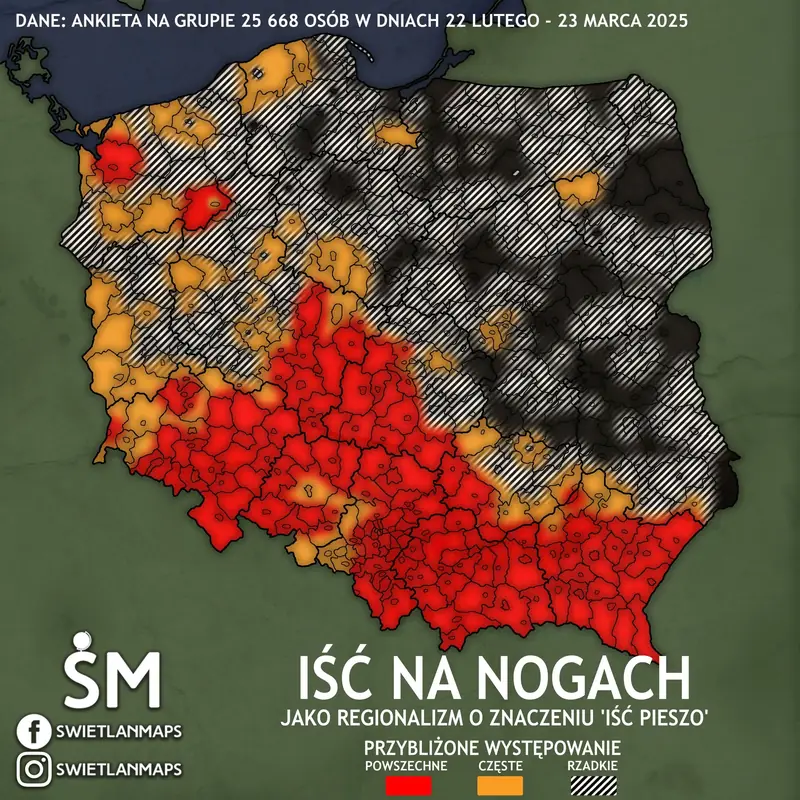 DANE: ANKIETA NA GRUPIE 25 668 OSÓB W DNIACH 22 LUTEGO - 23 MARCA 2025
ŚM
SWIETLANMAPS
SWIETLANMAPS
IŚĆ NA NOGACH
JAKO REGIONALIZM O ZNACZENIU 'IŚĆ PIESZO'
PRZYBLIŻONE WYSTĘPOWANIE
POWSZECHNE CZĘSTE RZADKIE